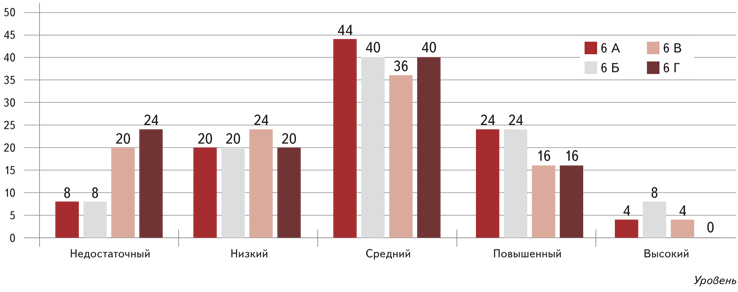 50
45
40
35
30
25
20
15
10
5
0
8 8 20 24
20 20 24 20
44 40 36 40
24 24 16 16
4 8 4 0
6 А 6 В
6 Б 6 Г
Недостаточный Низкий Средний Повышенный Высокий
Уровень